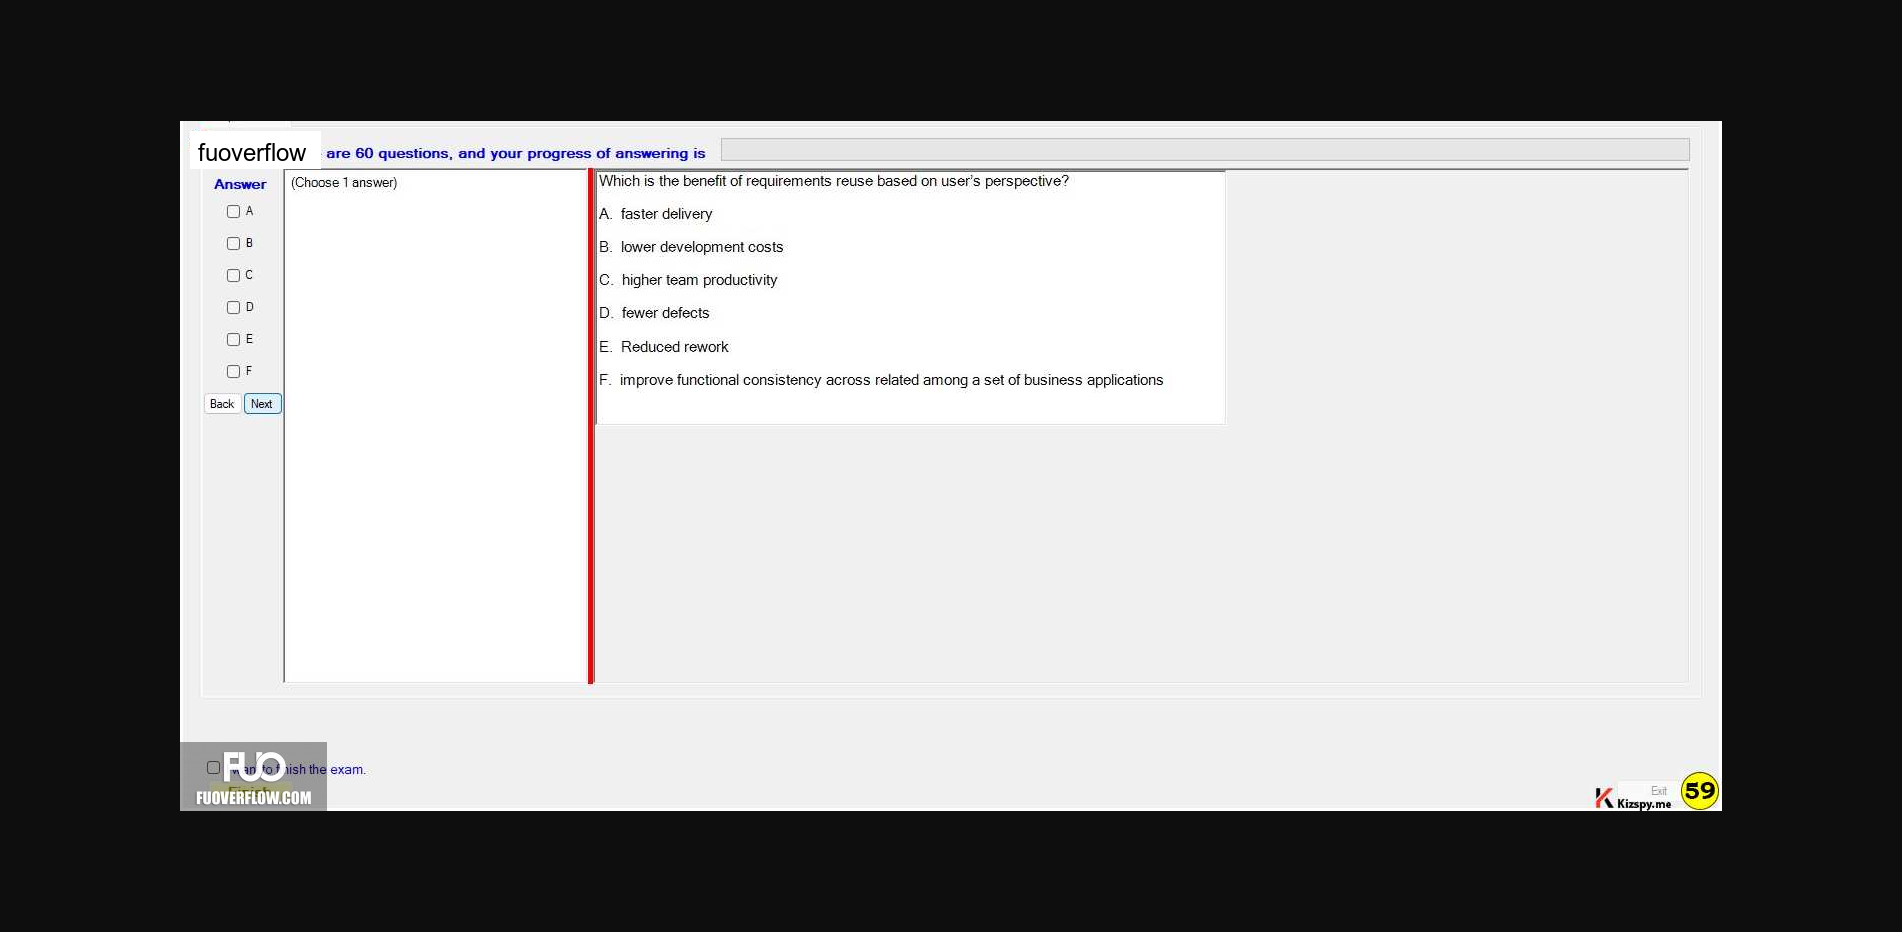 fuoverflow are 60 questions, and your progress of answering is
Answer
(Choose 1 answer)
A
B
C
D
E
F
Back Next
Which is the benefit of requirements reuse based on user's perspective?
A. faster delivery
B. lower development costs
C. higher team productivity
D. fewer defects
E. Reduced rework
F. improve functional consistency across related among a set of business applications
FUO
want to finish the exam.
Finish
FUOVERFLOW.COM
Exit
Kizspy.me
59